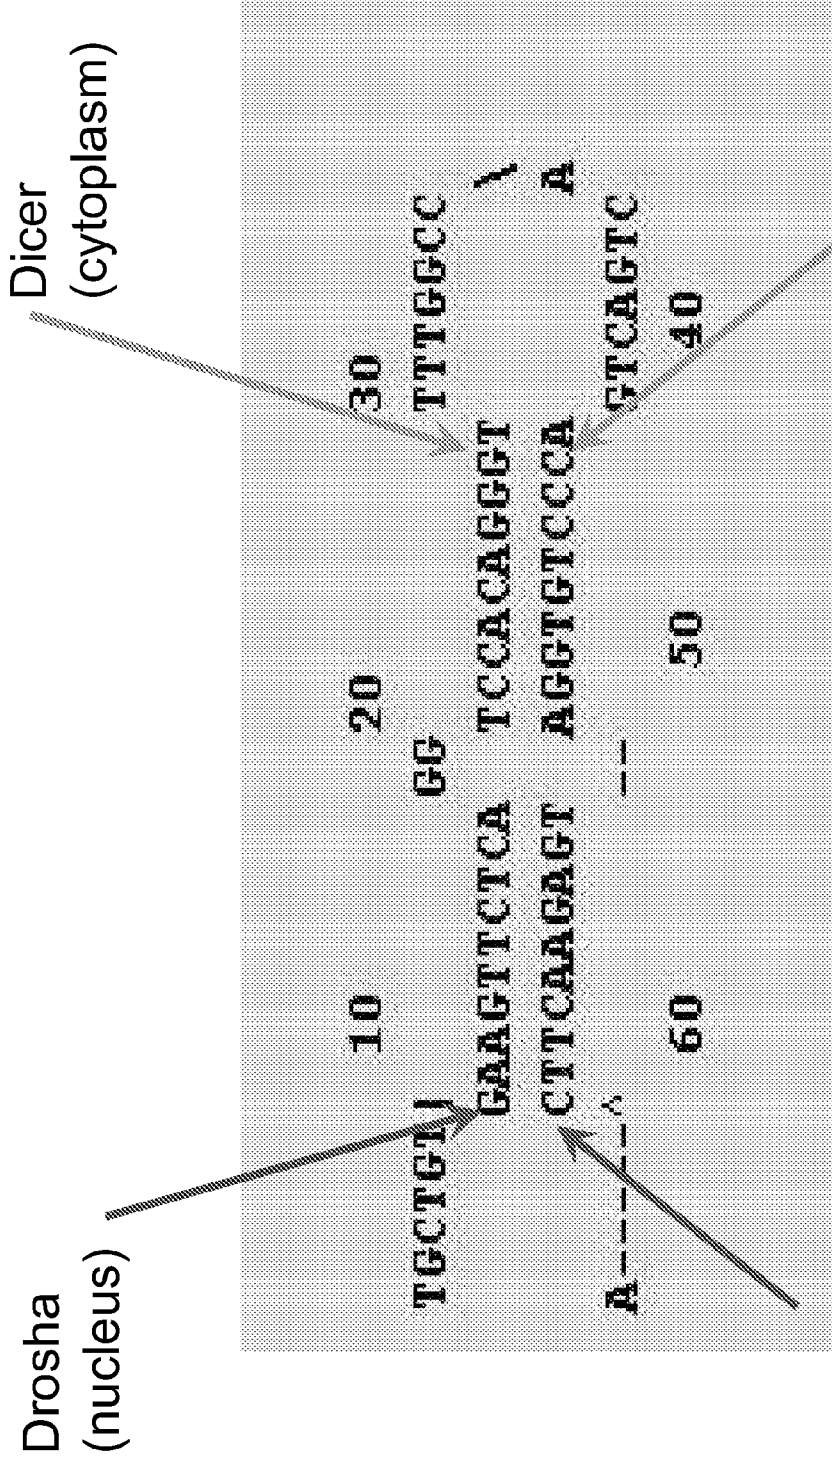 Drosha
(nucleus)
Dicer
(cytoplasm)
10 20 30
TGCTGT| GG TTTGGCC
GAAGTTCTCA TCCACAGGGT \
CTTCAAGAGT AGGTGTCCCA A
A------^ -- GTCAGTC
60 50 40